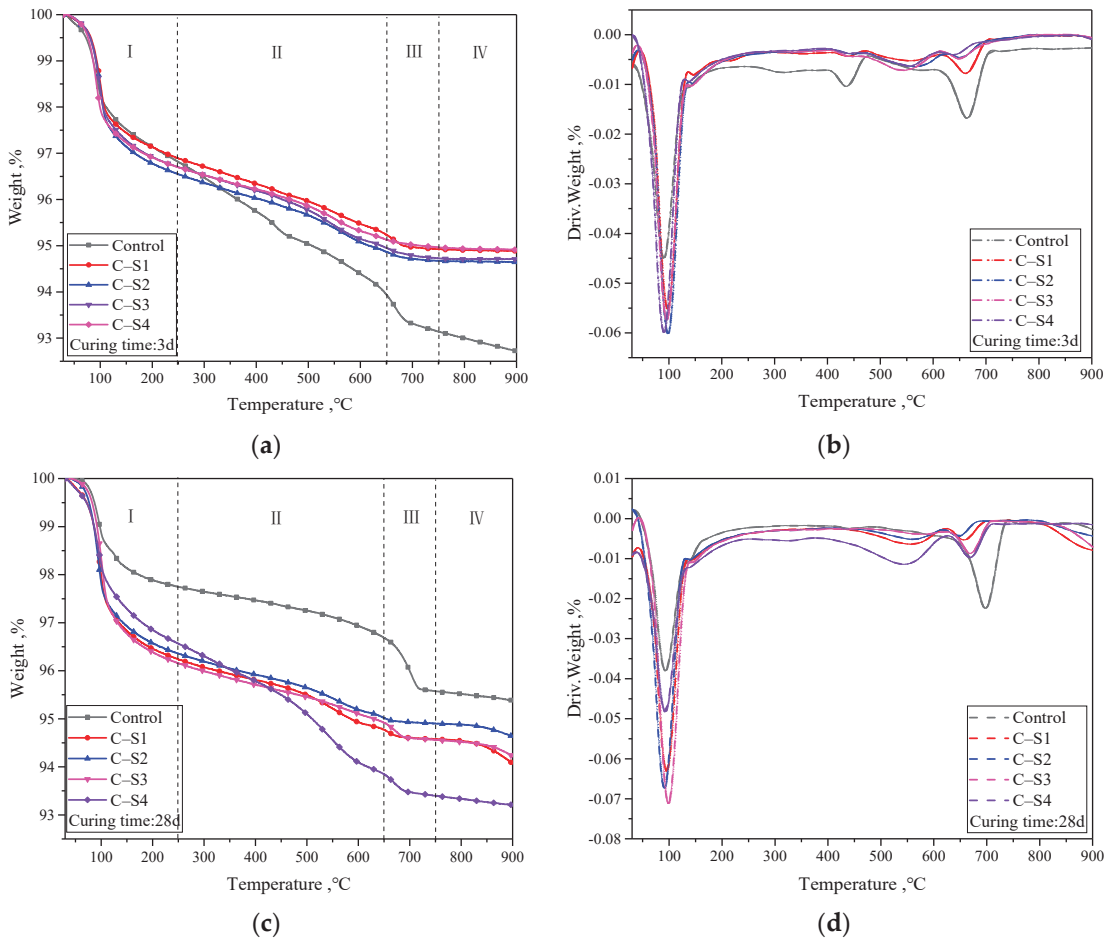 100
99
98
97
96
95
94
93
Weight ,%
I
II
III
IV
Control
C–S1
C–S2
C–S3
C–S4
Curing time:3d
100 200 300 400 500 600 700 800 900
Temperature ,°C
(a)
0.00
-0.01
-0.02
-0.03
-0.04
-0.05
-0.06
Driv.Weight ,%
Control
C–S1
C–S2
C–S3
C–S4
Curing time:3d
100 200 300 400 500 600 700 800 900
Temperature ,°C
(b)
100
99
98
97
96
95
94
93
Weight ,%
I
II
III
IV
Control
C–S1
C–S2
C–S3
C–S4
Curing time:28d
100 200 300 400 500 600 700 800 900
Temperature ,°C
(c)
0.01
0.00
-0.01
-0.02
-0.03
-0.04
-0.05
-0.06
-0.07
-0.08
Driv.Weight ,%
Control
C–S1
C–S2
C–S3
C–S4
Curing time:28d
100 200 300 400 500 600 700 800 900
Temperature ,°C
(d)